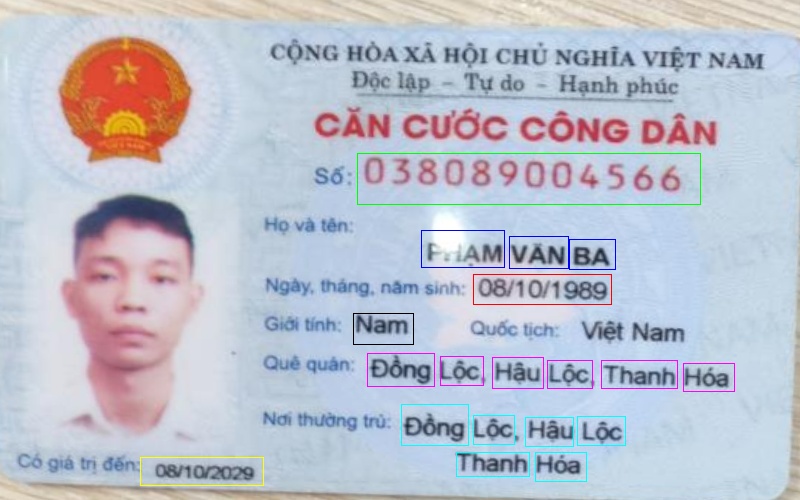 CỘNG HÒA XÃ HỘI CHỦ NGHĨA VIỆT NAM
Độc lập - Tự do - Hạnh phúc
CĂN CƯỚC CÔNG DÂN
Số: 038089004566
Họ và tên:
PHẠM VĂN BA
Ngày, tháng, năm sinh: 08/10/1989
Giới tính: Nam Quốc tịch: Việt Nam
Quê quán: Đồng Lộc, Hậu Lộc, Thanh Hóa
Nơi thường trú: Đồng Lộc, Hậu Lộc
Thanh Hóa
Có giá trị đến: 08/10/2029